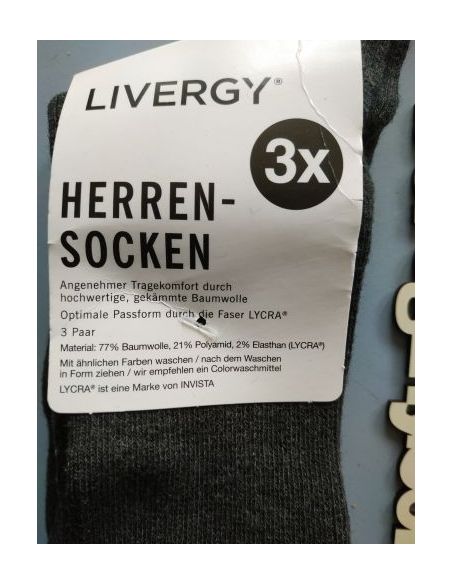 LIVERGY®
3x
HERREN-
SOCKEN
Angenehmer Tragekomfort durch
hochwertige, gekämmte Baumwolle
Optimale Passform durch die Faser LYCRA®
3 Paar
Material: 77% Baumwolle, 21% Polyamid, 2% Elasthan (LYCRA®)
Mit ähnlichen Farben waschen / nach dem Waschen
in Form ziehen / wir empfehlen ein Colorwaschmittel
LYCRA® ist eine Marke von INVISTA